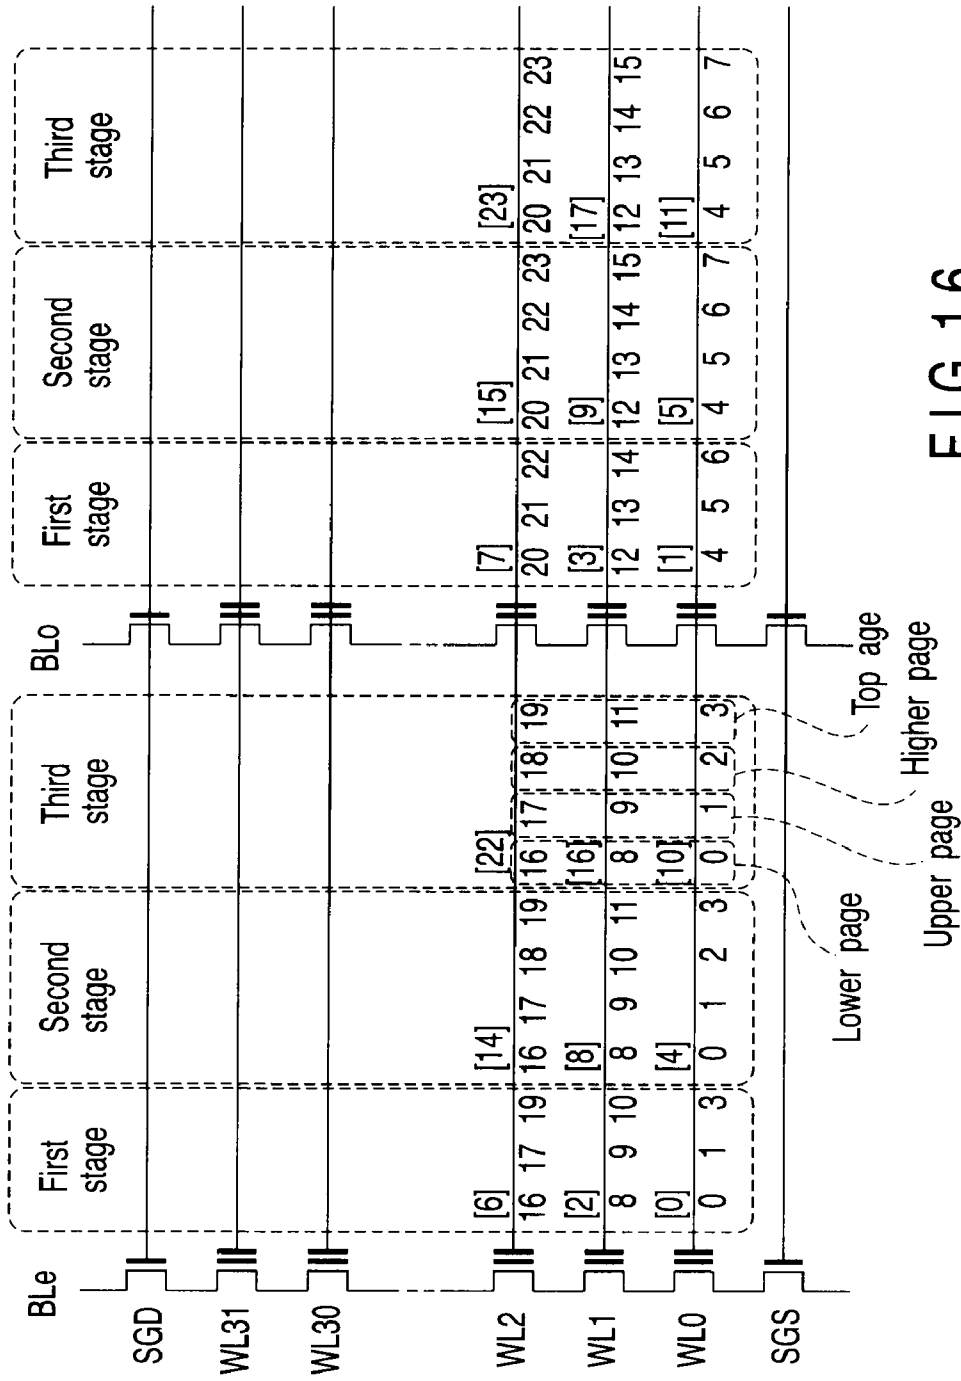 BLe
First stage
Second stage
Third stage
BLo
First stage
Second stage
Third stage
SGD
WL31
WL30
[6] [14] [22] [7] [15] [23]
WL2 16 17 19 16 17 18 19 16 17 18 19 20 21 22 20 21 22 23 20 21 22 23
[2] [8] [16] [3] [9] [17]
WL1 8 9 10 8 9 10 11 8 9 10 11 12 13 14 12 13 14 15 12 13 14 15
[0] [4] [10] [1] [5] [11]
WL0 0 1 3 0 1 2 3 0 1 2 3 4 5 6 4 5 6 7 4 5 6 7
SGS
Lower page
Top age
Higher page
Upper page
FIG 16